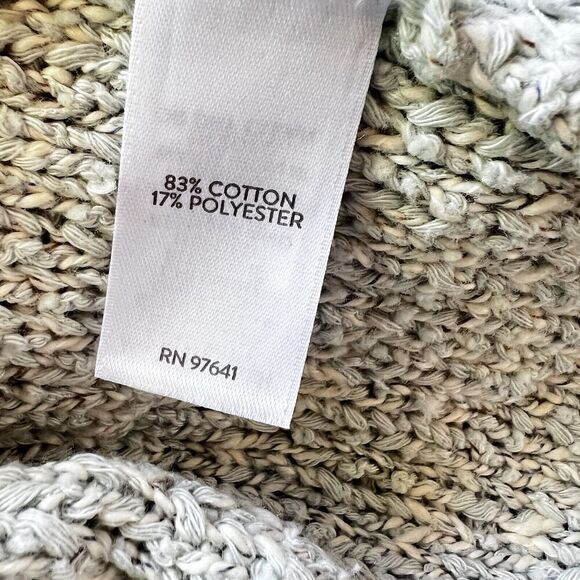 83% COTTON
17% POLYESTER
RN 97641